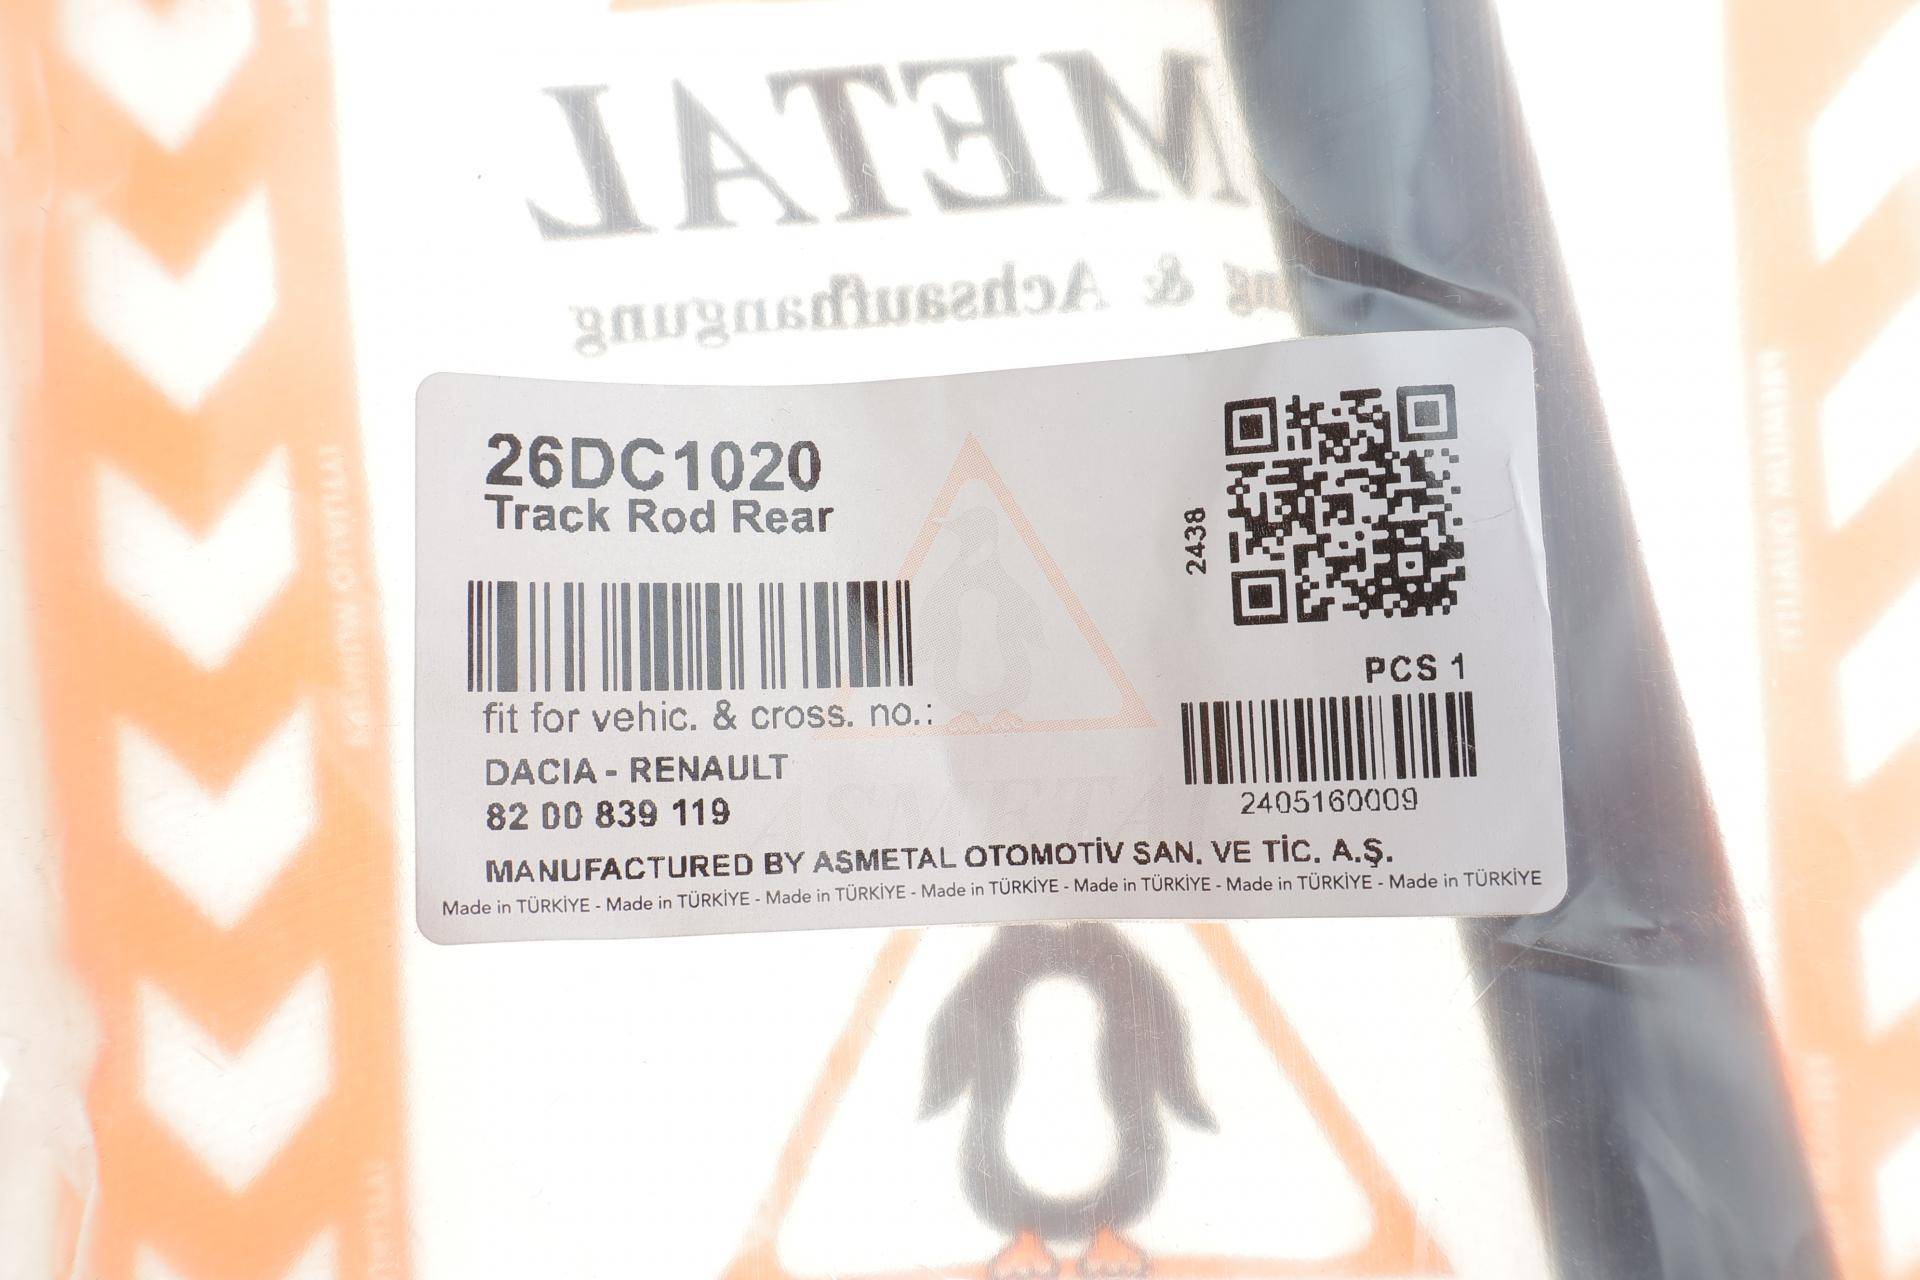 METAL
ng & Achsaufhangung
26DC1020
Track Rod Rear
2438
fit for vehic. & cross. no.:
PCS 1
DACIA - RENAULT
82 00 839 119
2405160009
MANUFACTURED BY ASMETAL OTOMOTİV SAN. VE TİC. A.Ş.
Made in TÜRKİYE - Made in TÜRKİYE - Made in TÜRKİYE - Made in TÜRKİYE - Made in TÜRKİYE - Made in TÜRKİYE - Made in TÜRKİYE